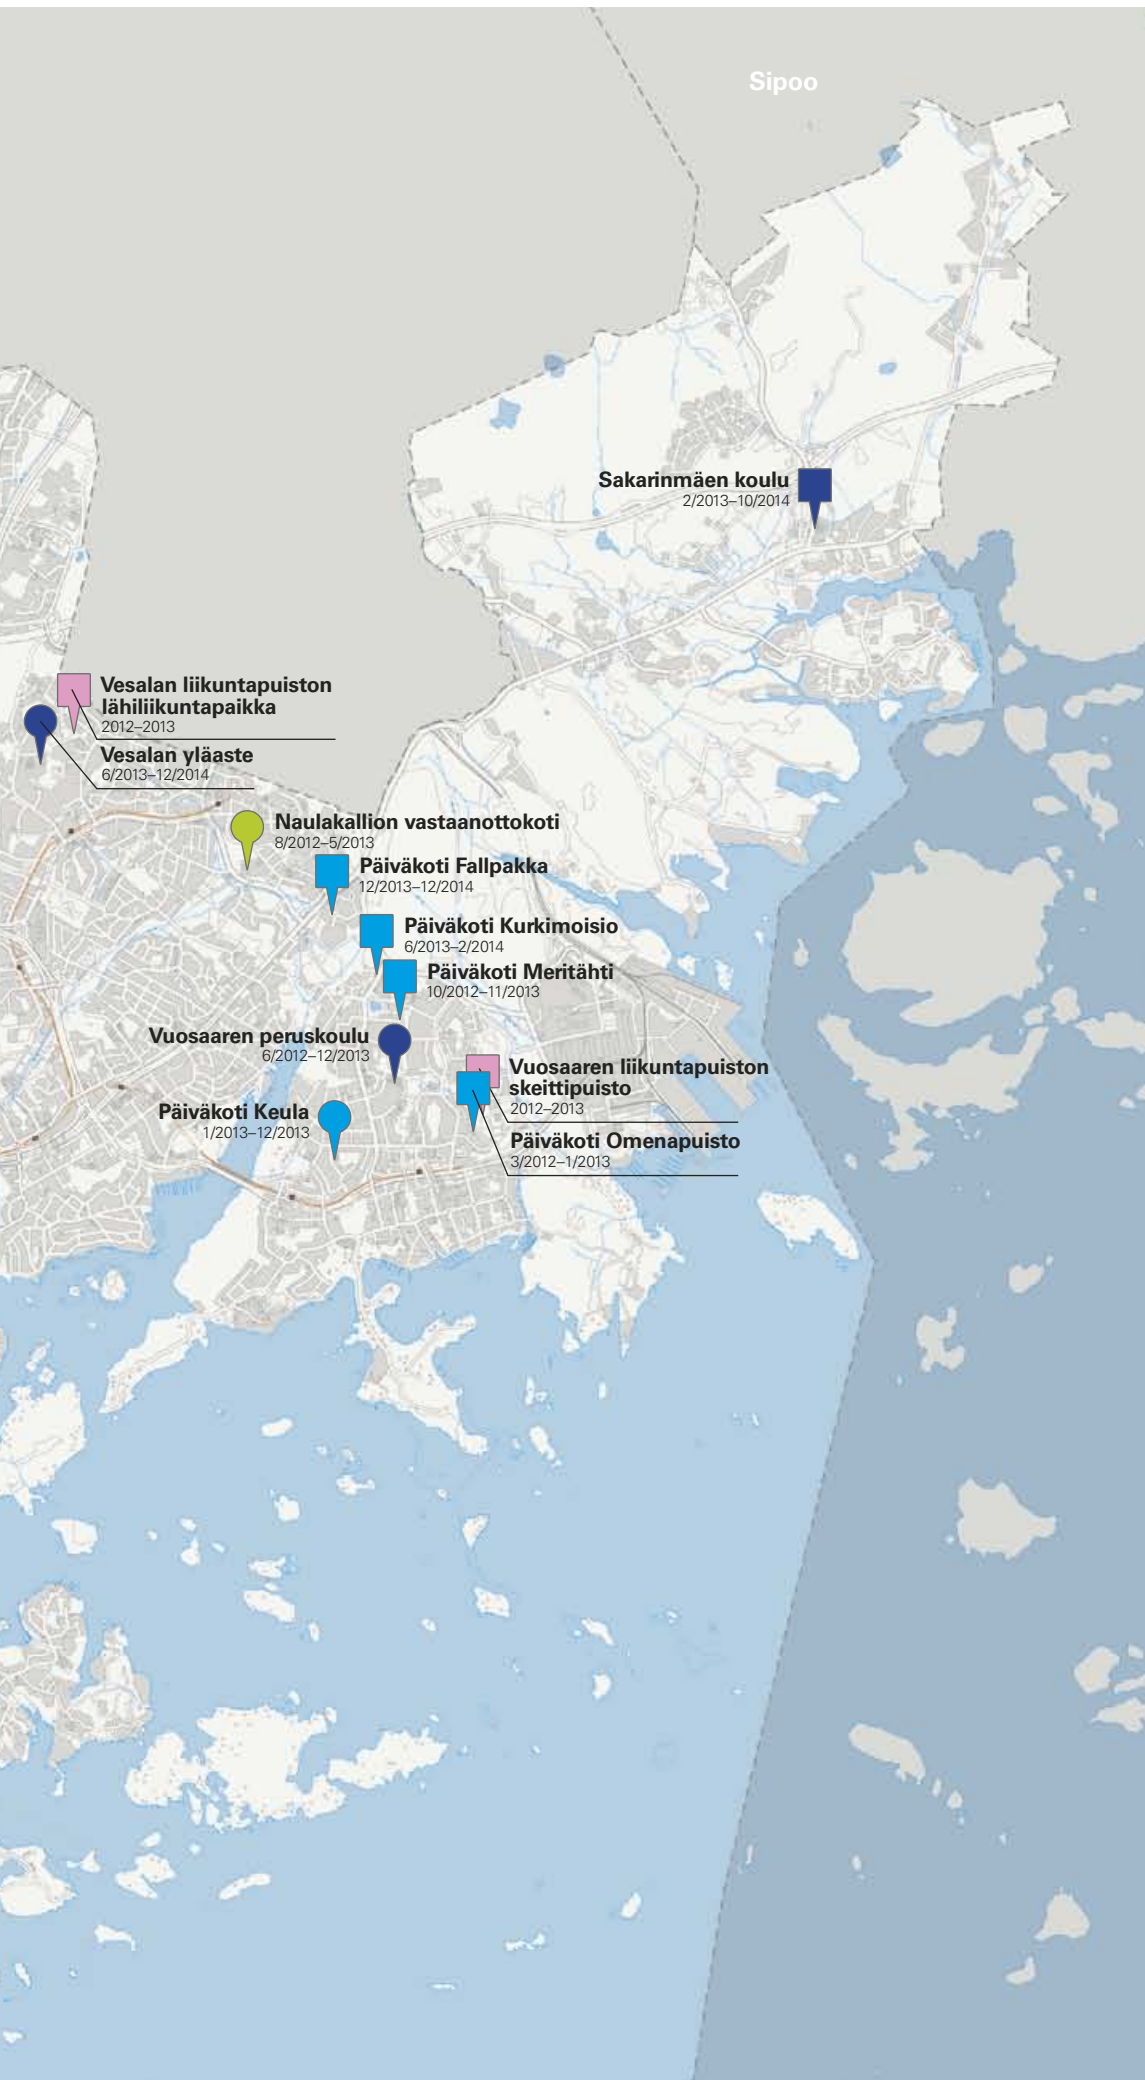 Sipoo
Sakarinmäen koulu
2/2013–10/2014
Vesalan liikuntapuiston
lähiliikuntapaikka
2012–2013
Vesalan yläaste
6/2013–12/2014
Naulakallion vastaanottokoti
8/2012–5/2013
Päiväkoti Fallpakka
12/2013–12/2014
Päiväkoti Kurkimoisio
6/2013–2/2014
Päiväkoti Meritähti
10/2012–11/2013
Vuosaaren peruskoulu
6/2012–12/2013
Vuosaaren liikuntapuiston
skeittipuisto
2012–2013
Päiväkoti Keula
1/2013–12/2013
Päiväkoti Omenapuisto
3/2012–1/2013